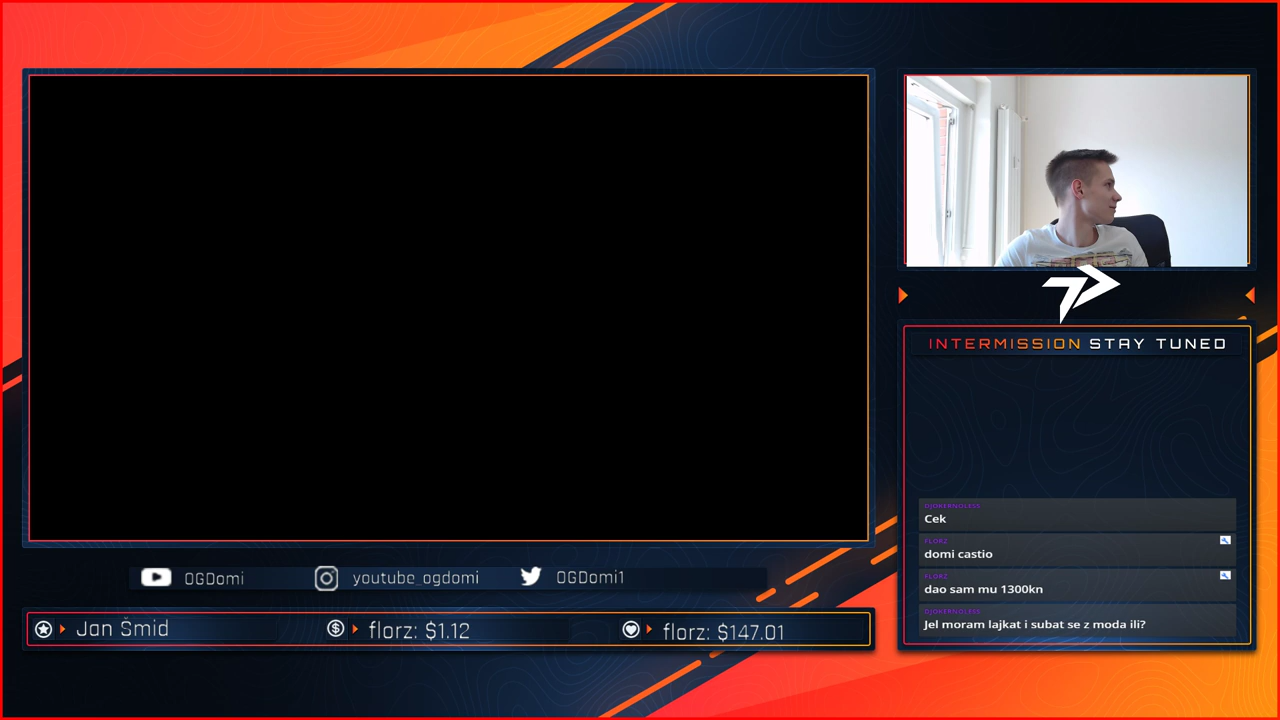 INTERMISSION STAY TUNED
DJOKERNOLESS
Cek
FLORZ
domi castio
FLORZ
dao sam mu 1300kn
DJOKERNOLESS
Jel moram lajkat i subat se z moda ili?
OGDomi
youtube_ogdomi
OGDomi1
Jan Šmid
florz: $1.12
florz: $147.01